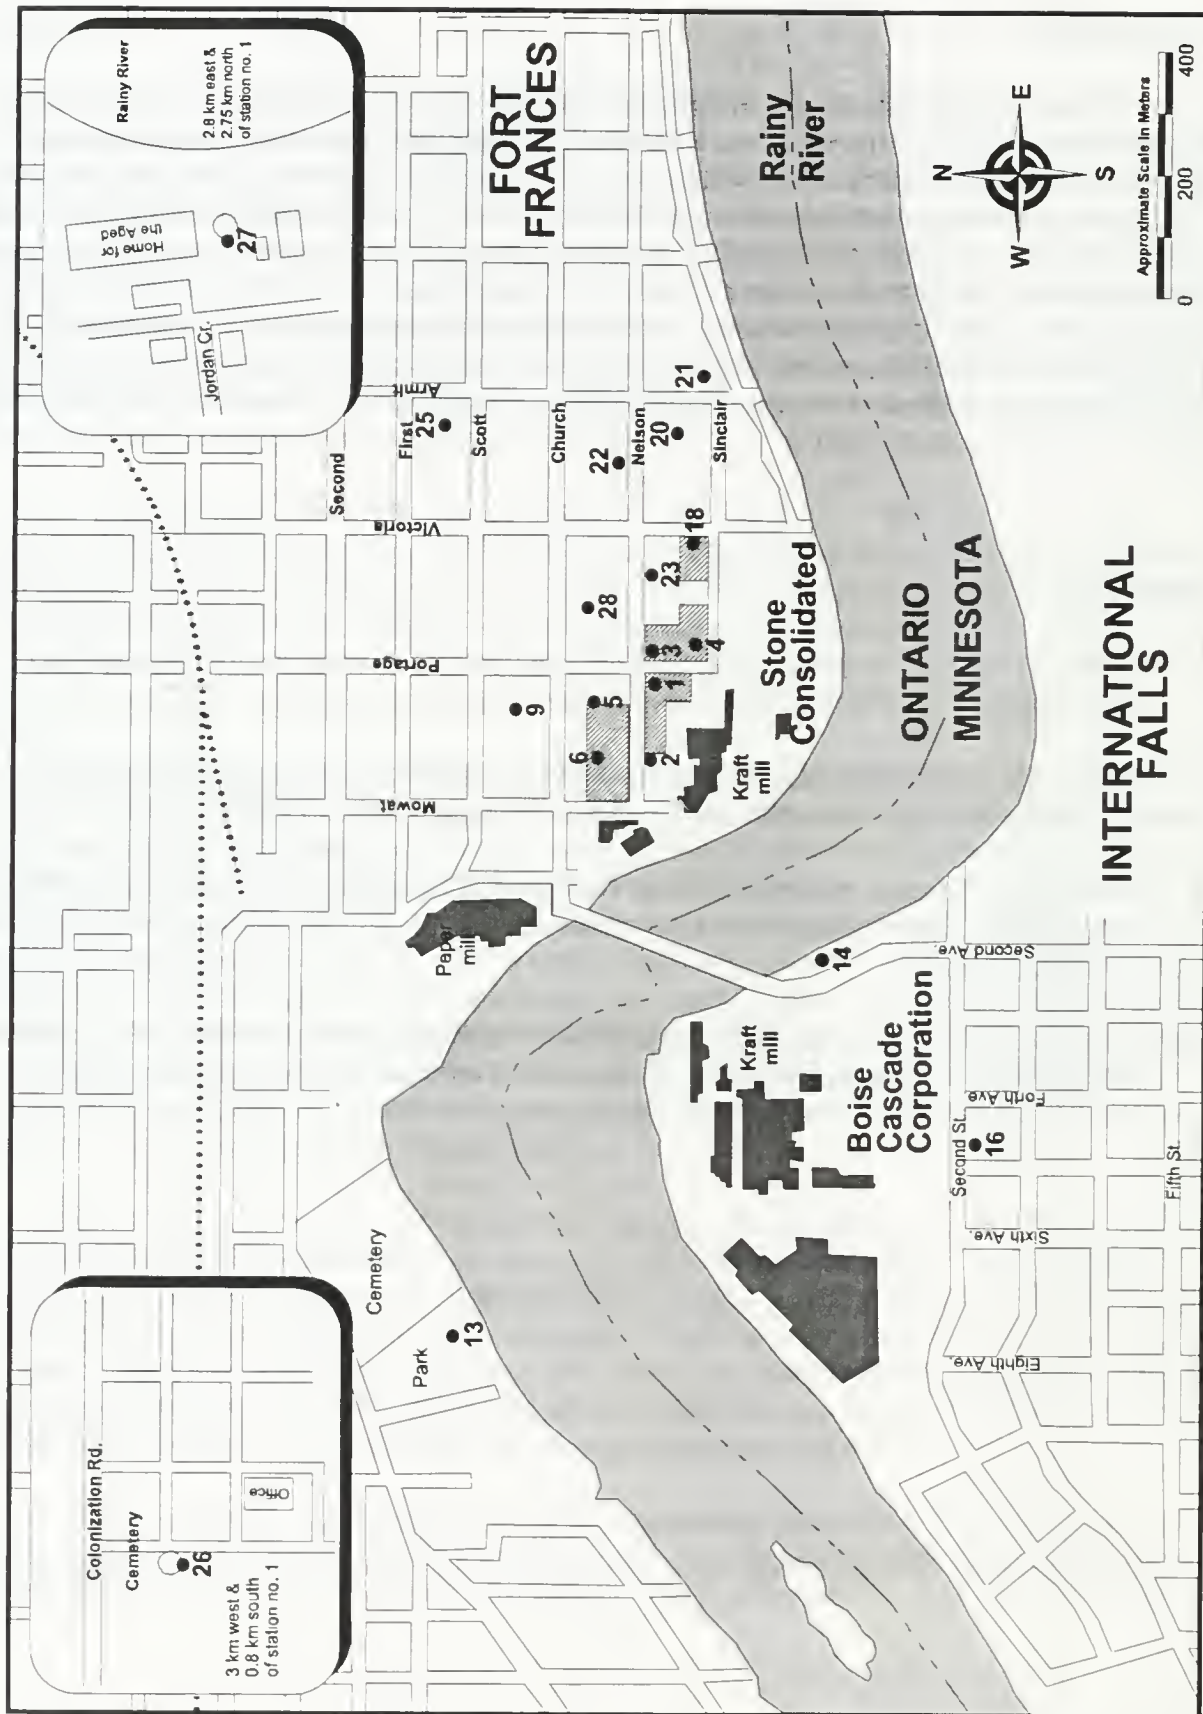 Colonization Rd.
Cemetery
26
Office
3 km west &
0.8 km south
of station no. 1
Rainy River
2.8 km east &
2.75 km north
of station no. 1
Home for
the Aged
27
Jordan Cr.
FORT
FRANCES
Second
First
Scott
Church
Nelson
Sinclair
Mowat
Portage
Victoria
Armit
25
22
20
21
28
23
18
9
6
5
3
4
1
2
Paper
mill
Kraft
mill
Stone
Consolidated
Cemetery
Park
13
Rainy
River
ONTARIO
MINNESOTA
14
Kraft
mill
Boise
Cascade
Corporation
INTERNATIONAL
FALLS
Second Ave.
Forth Ave.
Sixth Ave.
Eighth Ave.
Second St.
16
Fifth St.
N
W
E
S
Approximate Scale in Meters
0
200
400